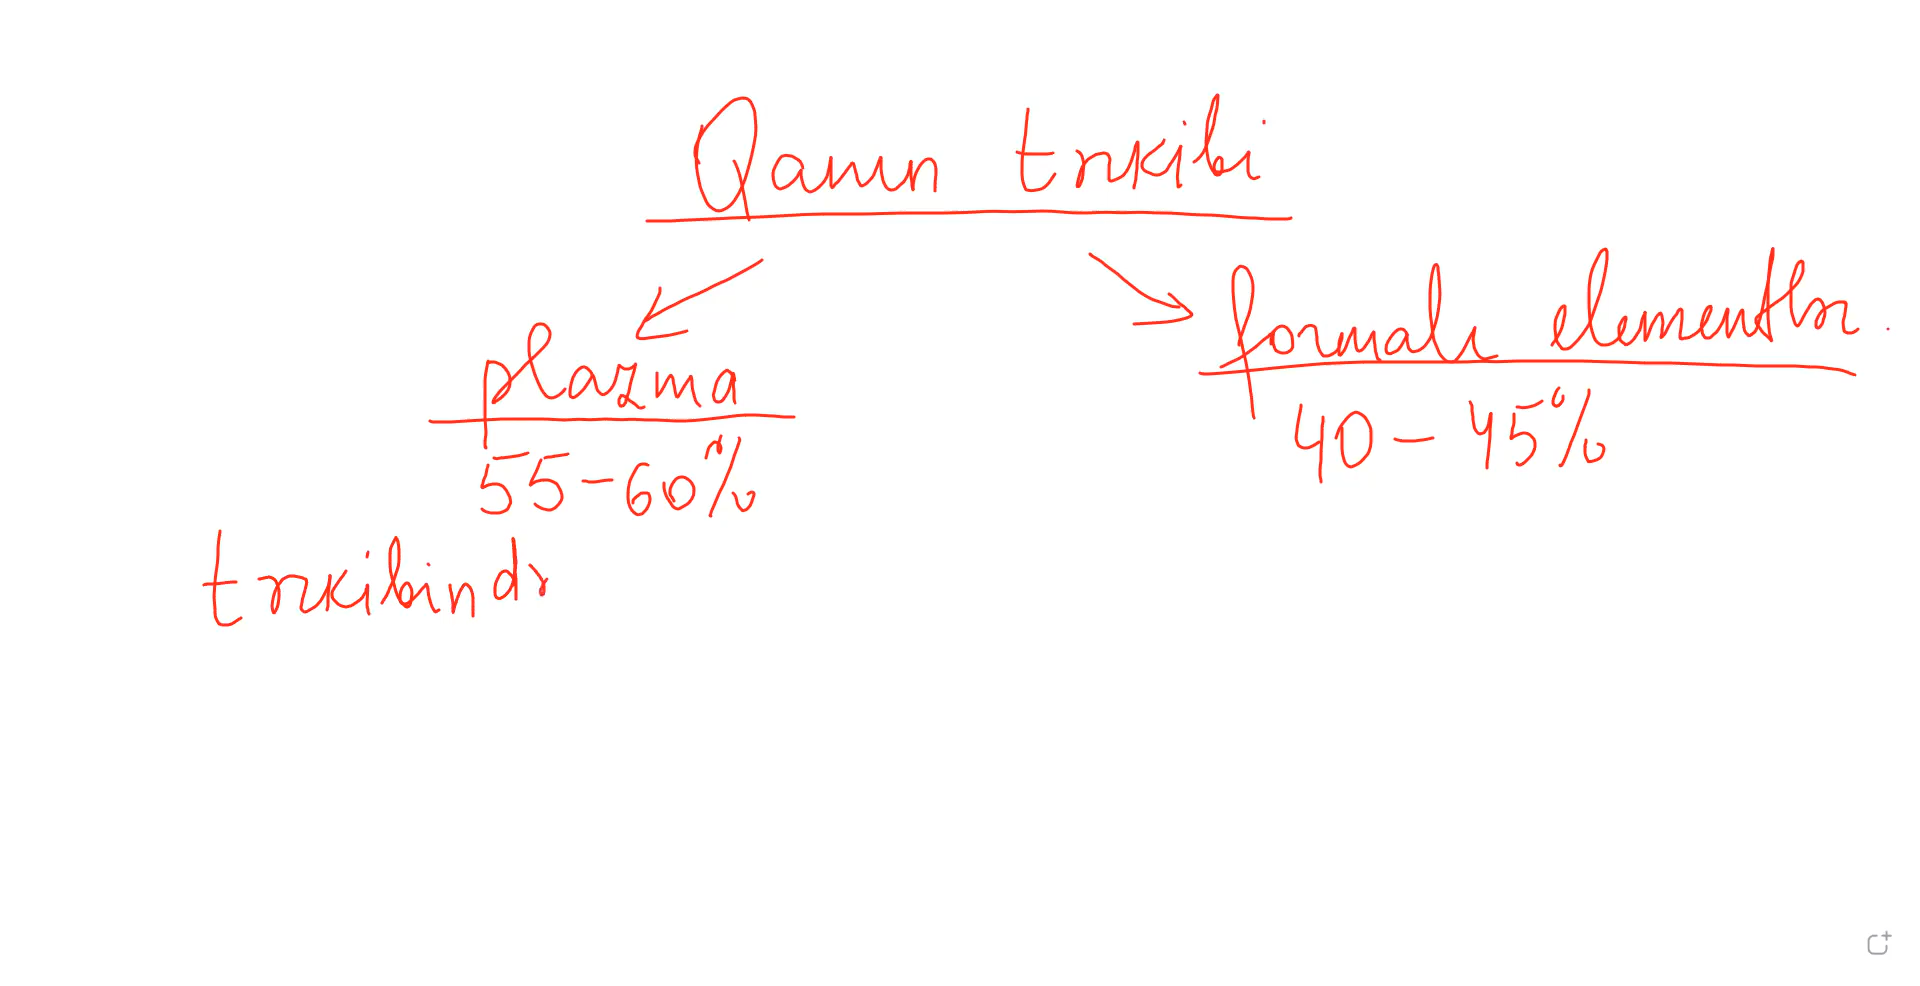 Qanın tərkibi
plazma
55-60%
tərkibində
formalı elementlər.
40-45%